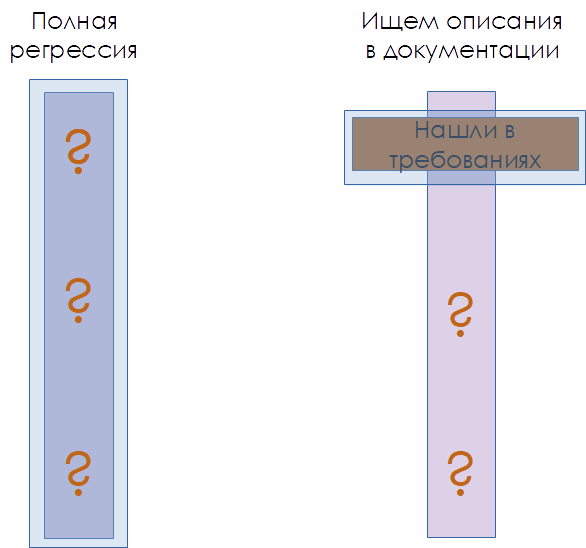 Полная
регрессия
?
?
?
Ищем описания
в документации
Нашли в
требованиях
?
?